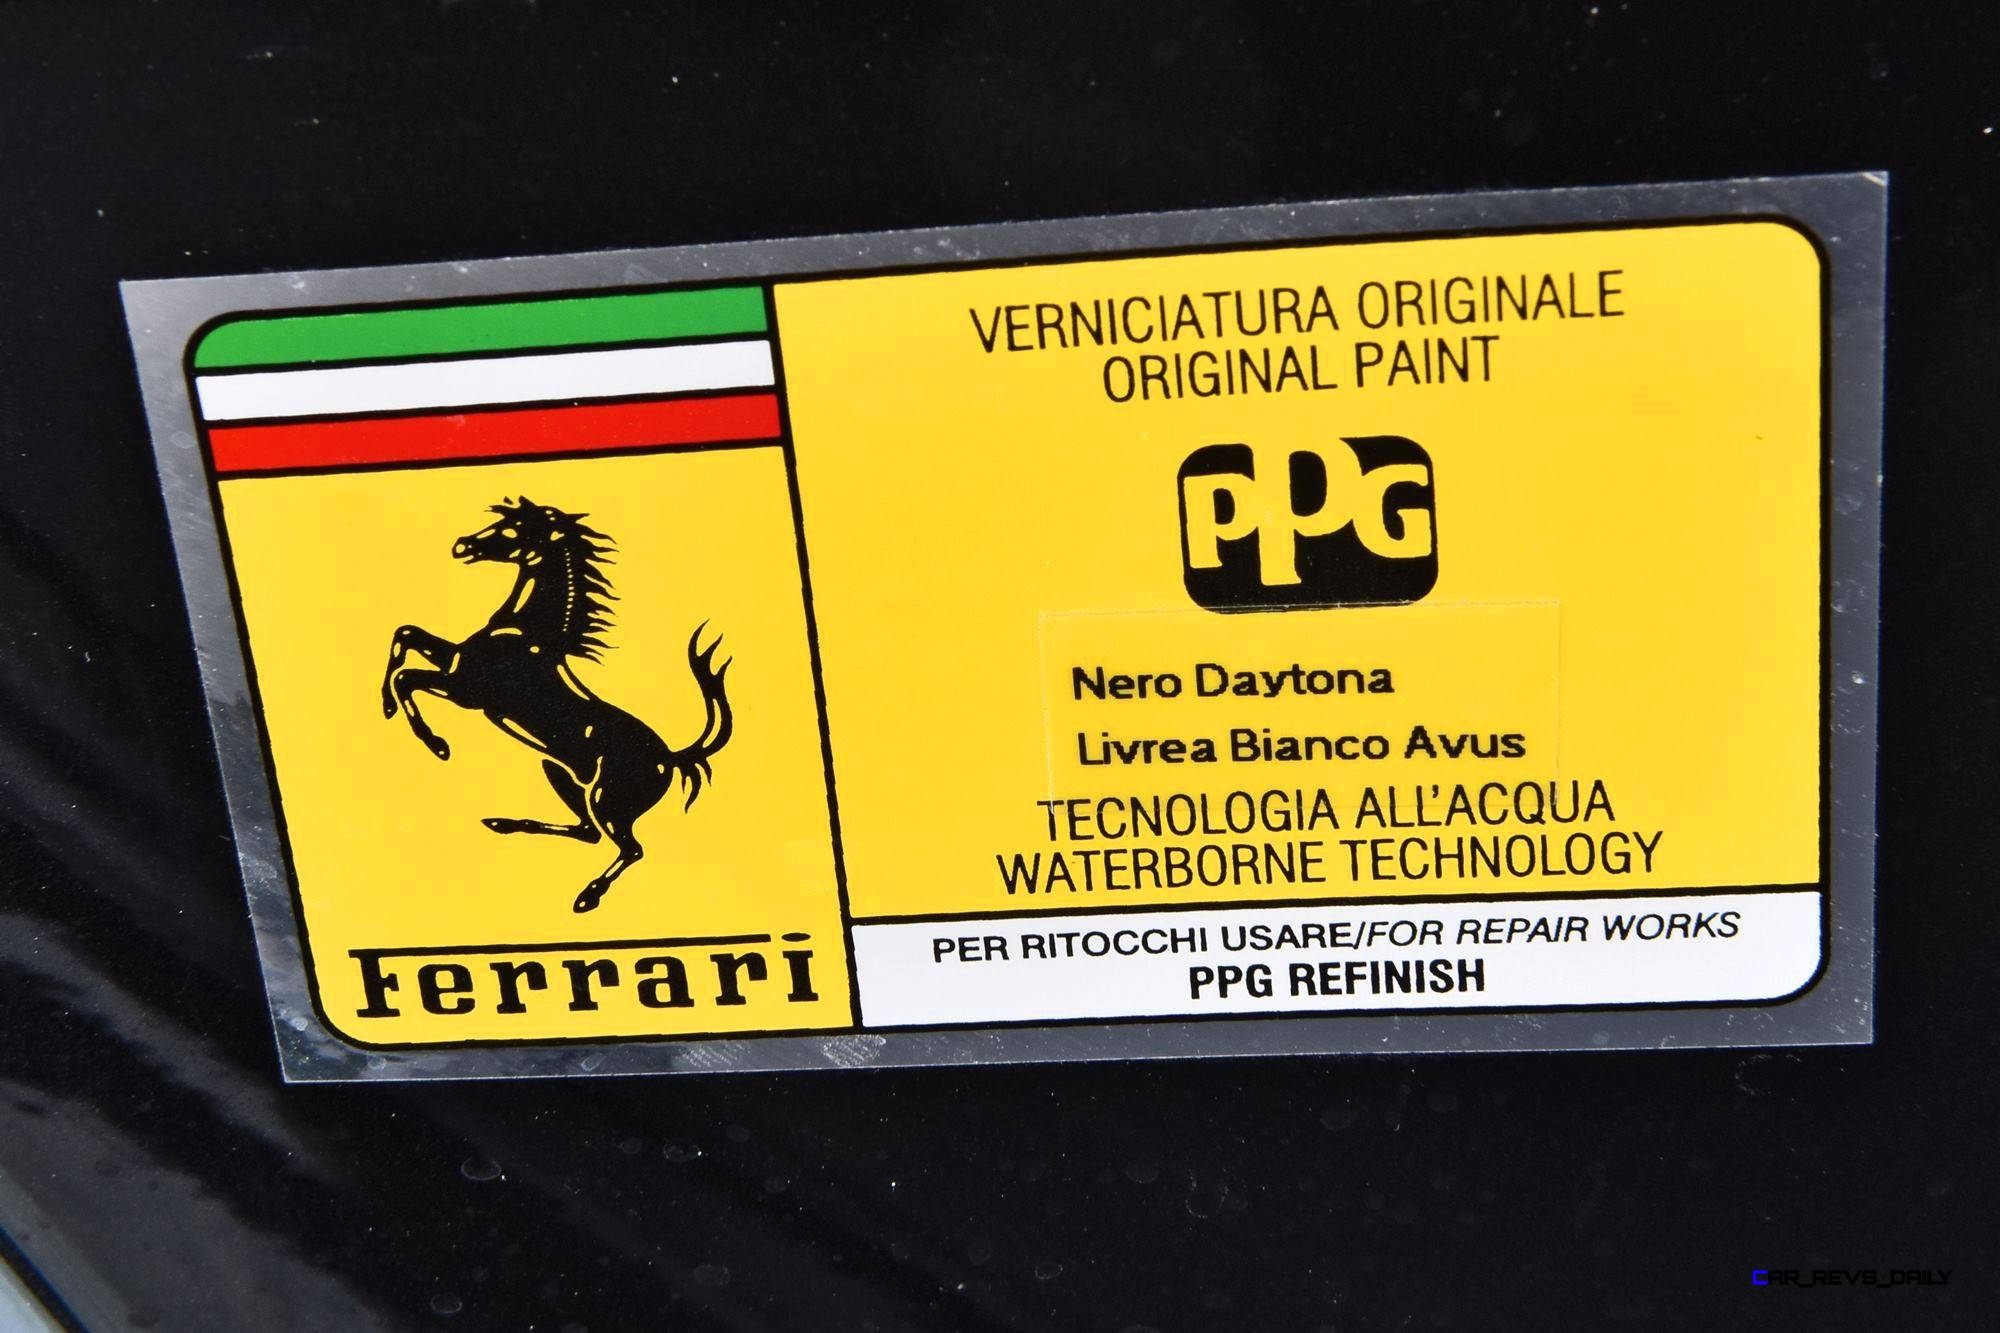 VERNICIATURA ORIGINALE
ORIGINAL PAINT
PPG
Nero Daytona
Livrea Bianco Avus
TECNOLOGIA ALL'ACQUA
WATERBORNE TECHNOLOGY
PER RITOCCHI USARE/FOR REPAIR WORKS
PPG REFINISH
Ferrari
CAR_REVS_DAILY